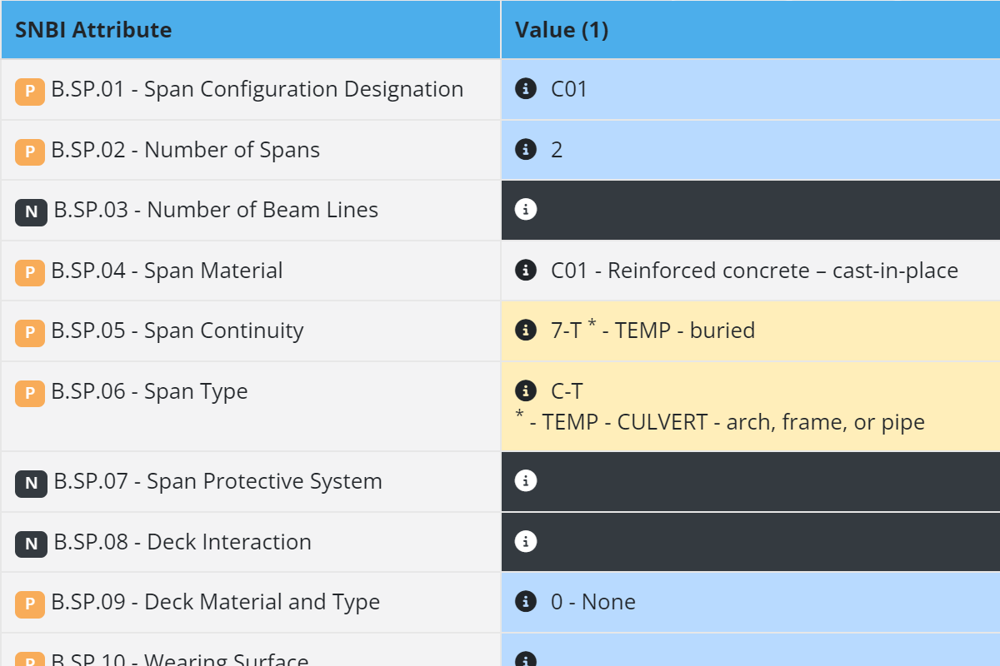 SNBI Attribute Value (1)
P B.SP.01 - Span Configuration Designation i C01
P B.SP.02 - Number of Spans i 2
N B.SP.03 - Number of Beam Lines i
P B.SP.04 - Span Material i C01 - Reinforced concrete – cast-in-place
P B.SP.05 - Span Continuity i 7-T * - TEMP - buried
P B.SP.06 - Span Type i C-T
* - TEMP - CULVERT - arch, frame, or pipe
N B.SP.07 - Span Protective System i
N B.SP.08 - Deck Interaction i
P B.SP.09 - Deck Material and Type i 0 - None
P B.SP.10 - Wearing Surface i